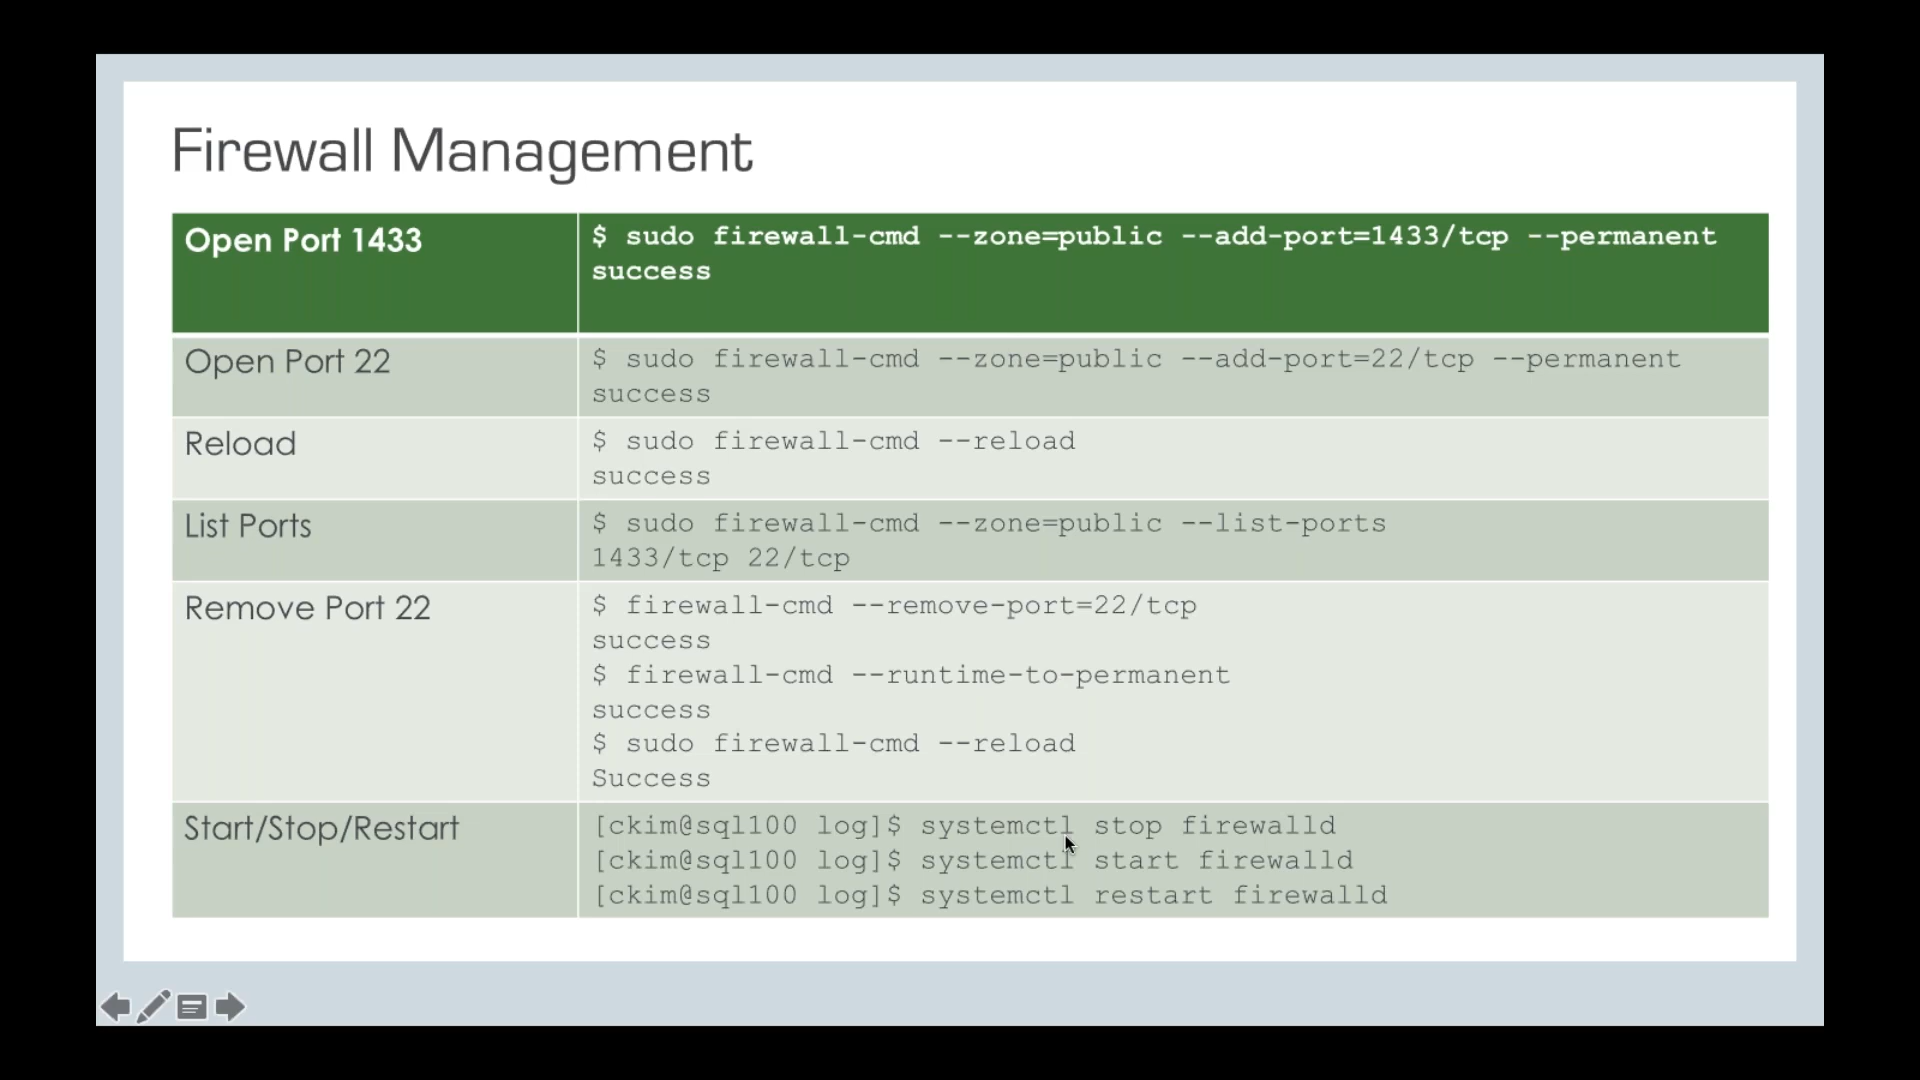 Firewall Management
Open Port 1433
$ sudo firewall-cmd --zone=public --add-port=1433/tcp --permanent
success
Open Port 22
$ sudo firewall-cmd --zone=public --add-port=22/tcp --permanent
success
Reload
$ sudo firewall-cmd --reload
success
List Ports
$ sudo firewall-cmd --zone=public --list-ports
1433/tcp 22/tcp
Remove Port 22
$ firewall-cmd --remove-port=22/tcp
success
$ firewall-cmd --runtime-to-permanent
success
$ sudo firewall-cmd --reload
Success
Start/Stop/Restart
[ckim@sql100 log]$ systemctl stop firewalld
[ckim@sql100 log]$ systemctl start firewalld
[ckim@sql100 log]$ systemctl restart firewalld